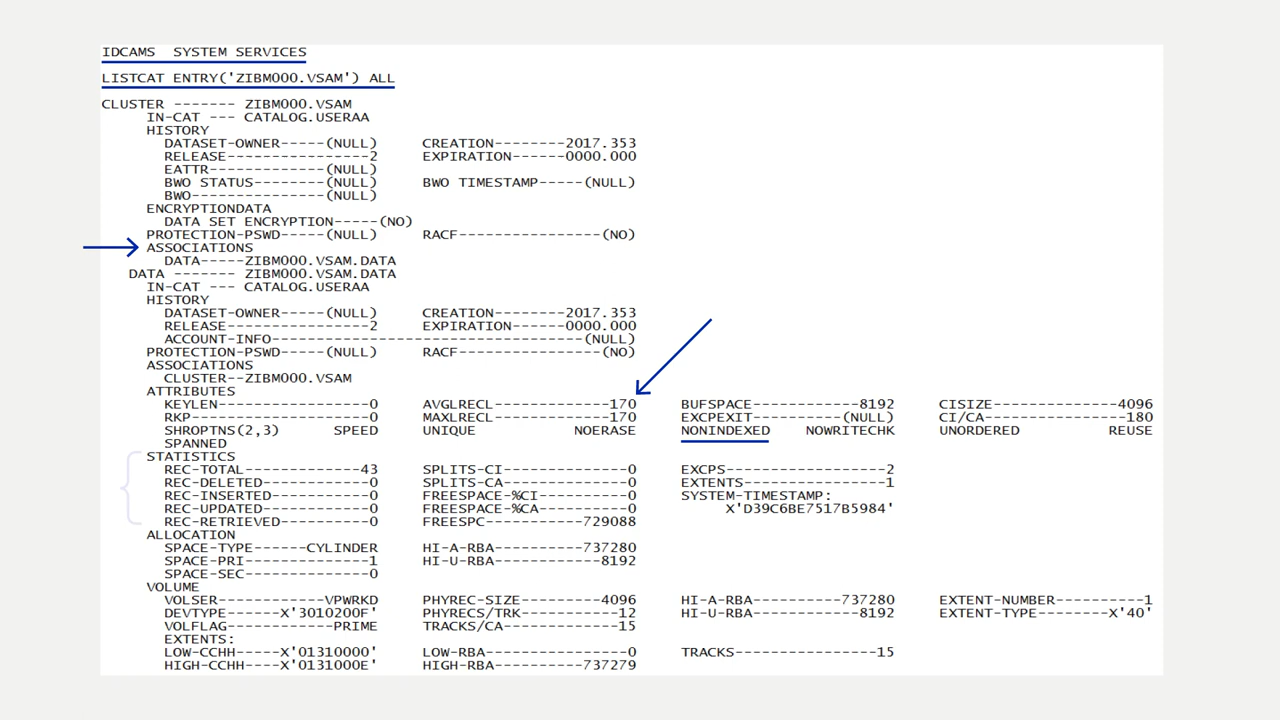 IDCAMS  SYSTEM SERVICES
LISTCAT ENTRY('ZIBM000.VSAM') ALL
CLUSTER ------- ZIBM000.VSAM
IN-CAT --- CATALOG.USERAA
HISTORY
DATASET-OWNER-----(NULL)     CREATION--------2017.353
RELEASE----------------2     EXPIRATION------0000.000
EATTR-------------(NULL)
BWO STATUS--------(NULL)     BWO TIMESTAMP-----(NULL)
BWO---------------(NULL)
ENCRYPTIONDATA
DATA SET ENCRYPTION-----(NO)
PROTECTION-PSWD-----(NULL)     RACF----------------(NO)
ASSOCIATIONS
DATA-----ZIBM000.VSAM.DATA
DATA ------- ZIBM000.VSAM.DATA
IN-CAT --- CATALOG.USERAA
HISTORY
DATASET-OWNER-----(NULL)     CREATION--------2017.353
RELEASE----------------2     EXPIRATION------0000.000
ACCOUNT-INFO-----------------------------------(NULL)
PROTECTION-PSWD-----(NULL)     RACF----------------(NO)
ASSOCIATIONS
CLUSTER--ZIBM000.VSAM
ATTRIBUTES
KEYLEN-----------------0     AVGLRECL-------------170     BUFSPACE------------8192     CISIZE--------------4096
RKP--------------------0     MAXLRECL-------------170     EXCPEXIT----------(NULL)     CI/CA----------------180
SHROPTNS(2,3)      SPEED     UNIQUE           NOERASE     NONINDEXED    NOWRITECHK     UNORDERED          REUSE
SPANNED
STATISTICS
REC-TOTAL-------------43     SPLITS-CI--------------0     EXCPS------------------2
REC-DELETED------------0     SPLITS-CA--------------0     EXTENTS----------------1
REC-INSERTED-----------0     FREESPACE-%CI----------0     SYSTEM-TIMESTAMP:
REC-UPDATED------------0     FREESPACE-%CA----------0     X'D39C6BE7517B5984'
REC-RETRIEVED----------0     FREESPC-----------729088
ALLOCATION
SPACE-TYPE------CYLINDER     HI-A-RBA----------737280
SPACE-PRI--------------1     HI-U-RBA------------8192
SPACE-SEC--------------0
VOLUME
VOLSER------------VPWRKD     PHYREC-SIZE---------4096     HI-A-RBA----------737280     EXTENT-NUMBER----------1
DEVTYPE------X'3010200F'     PHYRECS/TRK-----------12     HI-U-RBA------------8192     EXTENT-TYPE--------X'40'
VOLFLAG------------PRIME     TRACKS/CA-------------15
EXTENTS:
LOW-CCHH-----X'01310000'     LOW-RBA----------------0     TRACKS----------------15
HIGH-CCHH----X'0131000E'     HIGH-RBA----------737279